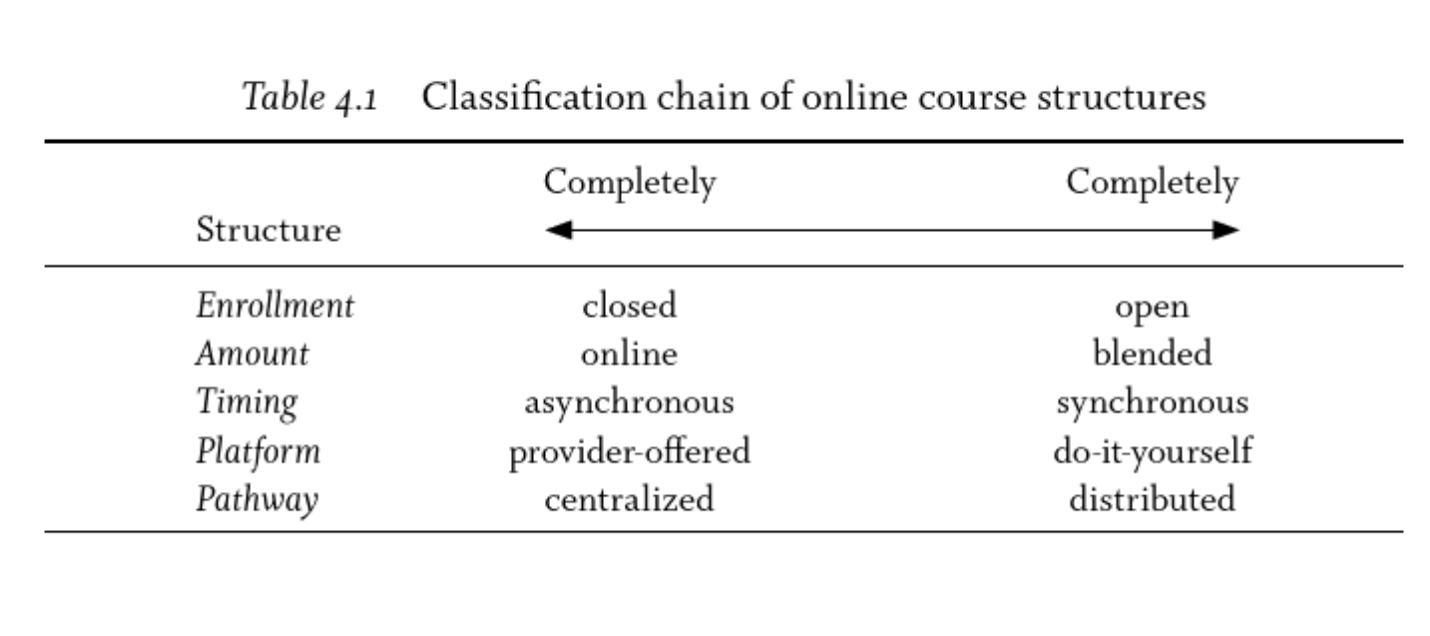 Table 4.1 Classification chain of online course structures
Completely Completely
Structure
Enrollment closed open
Amount online blended
Timing asynchronous synchronous
Platform provider-offered do-it-yourself
Pathway centralized distributed